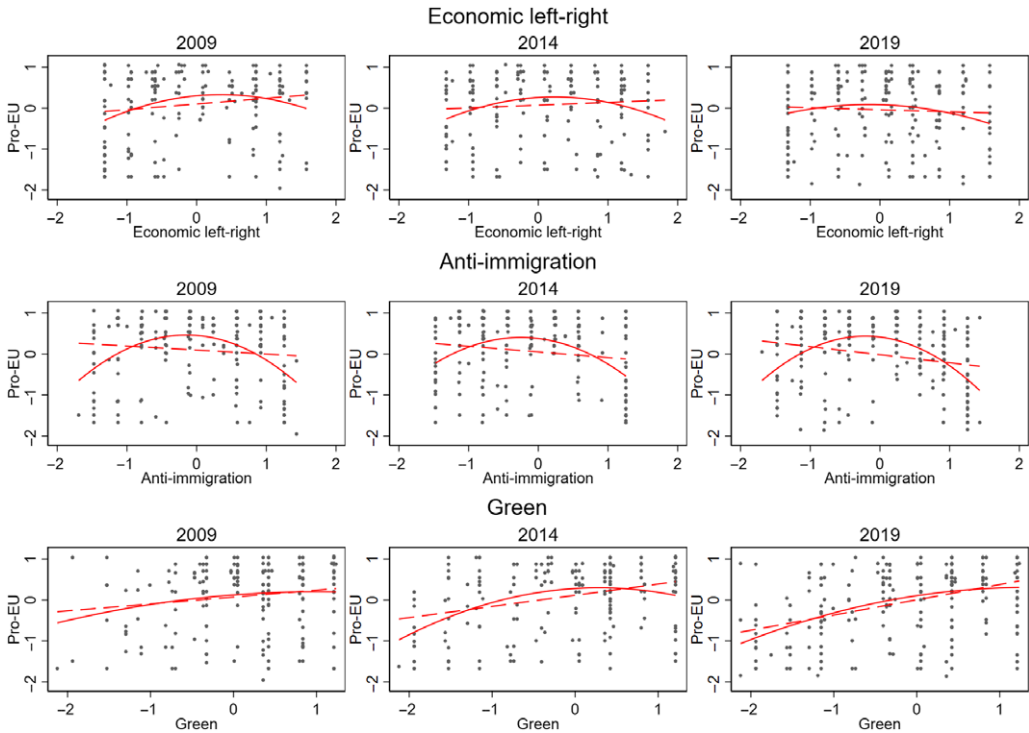 Economic left-right
2009 2014 2019
1 1 1
0 0 0
−1 −1 −1
−2 −2 −2
Pro-EU Pro-EU Pro-EU
−2 −1 0 1 2 −2 −1 0 1 2 −2 −1 0 1 2
Economic left-right Economic left-right Economic left-right
Anti-immigration
2009 2014 2019
1 1 1
0 0 0
−1 −1 −1
−2 −2 −2
Pro-EU Pro-EU Pro-EU
−2 −1 0 1 2 −2 −1 0 1 2 −2 −1 0 1 2
Anti-immigration Anti-immigration Anti-immigration
Green
2009 2014 2019
1 1 1
0 0 0
−1 −1 −1
−2 −2 −2
Pro-EU Pro-EU Pro-EU
−2 −1 0 1 −2 −1 0 1 −2 −1 0 1
Green Green Green